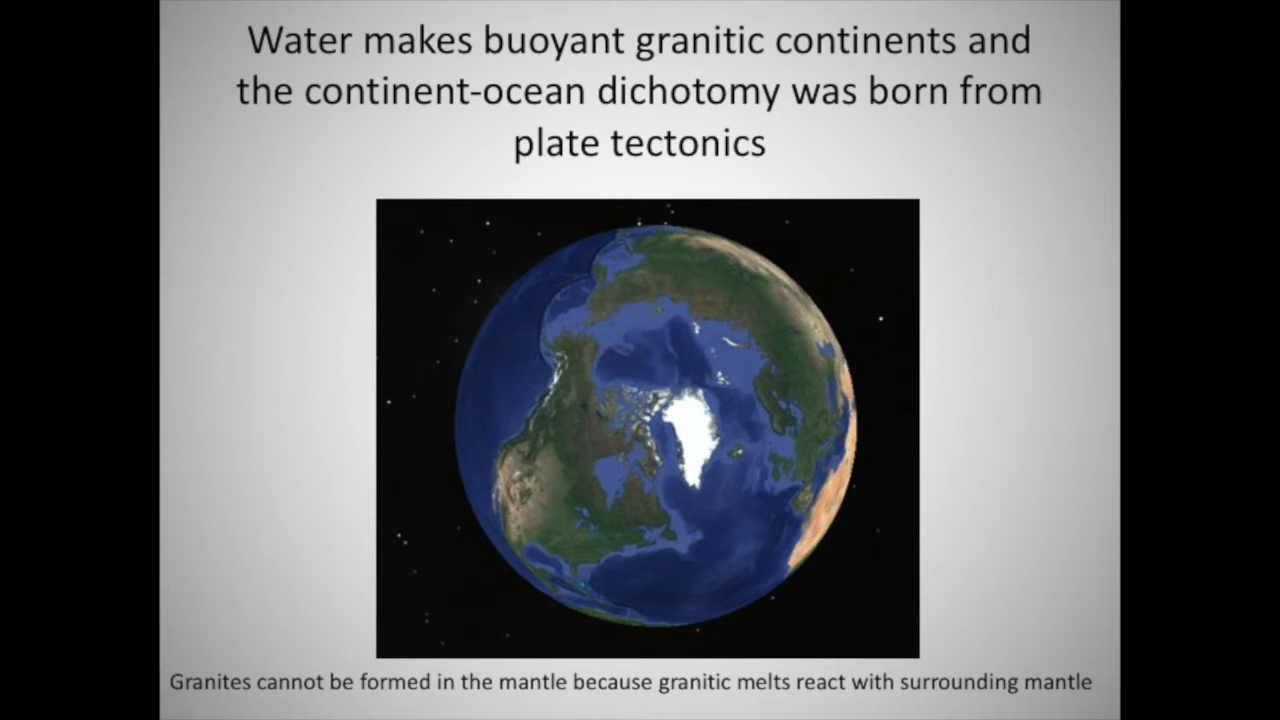 Water makes buoyant granitic continents and
the continent-ocean dichotomy was born from
plate tectonics
Granites cannot be formed in the mantle because granitic melts react with surrounding mantle